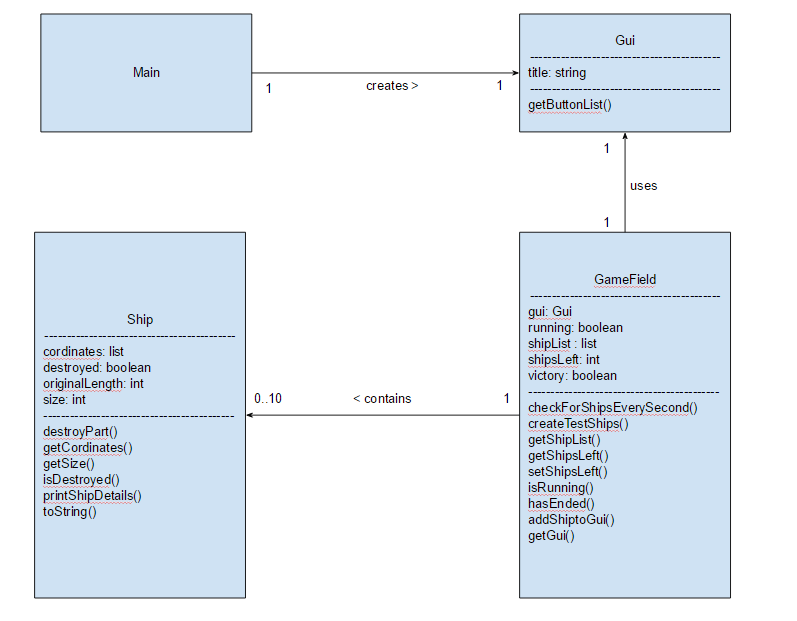 Main
1
creates >
1
Gui
--------------------------------------------
title: string
--------------------------------------------
getButtonList()
1
uses
1
Ship
--------------------------------------------
cordinates: list
destroyed: boolean
originalLength: int
size: int
--------------------------------------------
destroyPart()
getCordinates()
getSize()
isDestroyed()
printShipDetails()
toString()
0..10
< contains
1
GameField
--------------------------------------------
gui: Gui
running: boolean
shipList : list
shipsLeft: int
victory: boolean
--------------------------------------------
checkForShipsEverySecond()
createTestShips()
getShipList()
getShipsLeft()
setShipsLeft()
isRunning()
hasEnded()
addShiptoGui()
getGui()